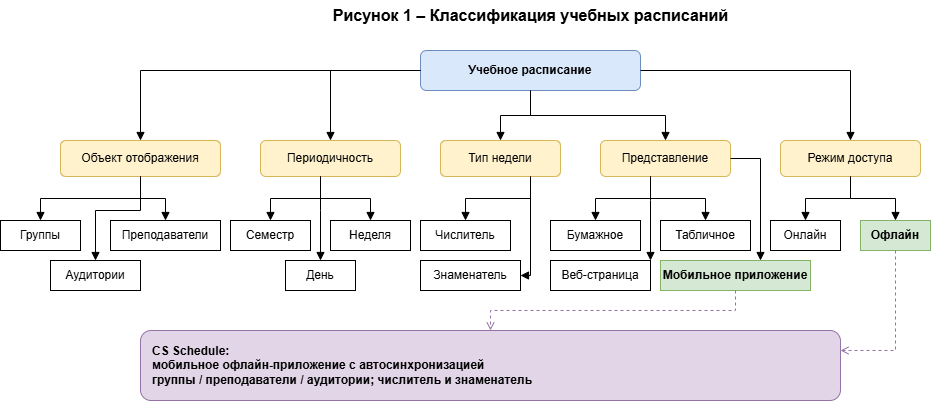 Рисунок 1 – Классификация учебных расписаний
Учебное расписание
Объект отображения
Периодичность
Тип недели
Представление
Режим доступа
Группы
Преподаватели
Семестр
Неделя
Числитель
Бумажное
Табличное
Онлайн
Офлайн
Аудитории
День
Знаменатель
Веб-страница
Мобильное приложение
CS Schedule:
мобильное офлайн-приложение с автосинхронизацией
группы / преподаватели / аудитории; числитель и знаменатель